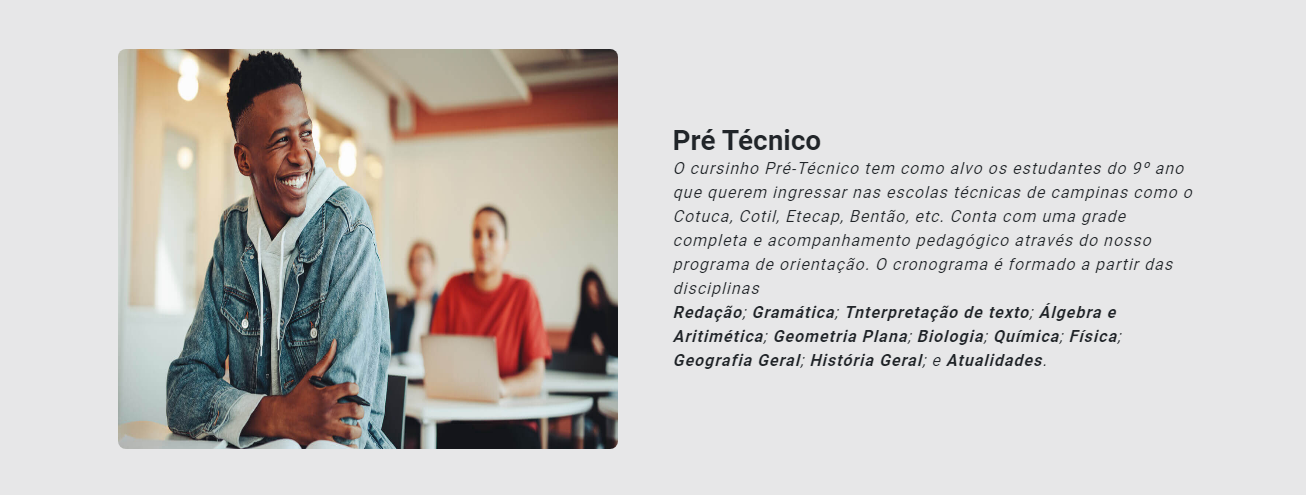 Pré Técnico
O cursinho Pré-Técnico tem como alvo os estudantes do 9º ano
que querem ingressar nas escolas técnicas de campinas como o
Cotuca, Cotil, Etecap, Bentão, etc. Conta com uma grade
completa e acompanhamento pedagógico através do nosso
programa de orientação. O cronograma é formado a partir das
disciplinas
Redação; Gramática; Tnterpretação de texto; Álgebra e
Aritimética; Geometria Plana; Biologia; Química; Física;
Geografia Geral; História Geral; e Atualidades.